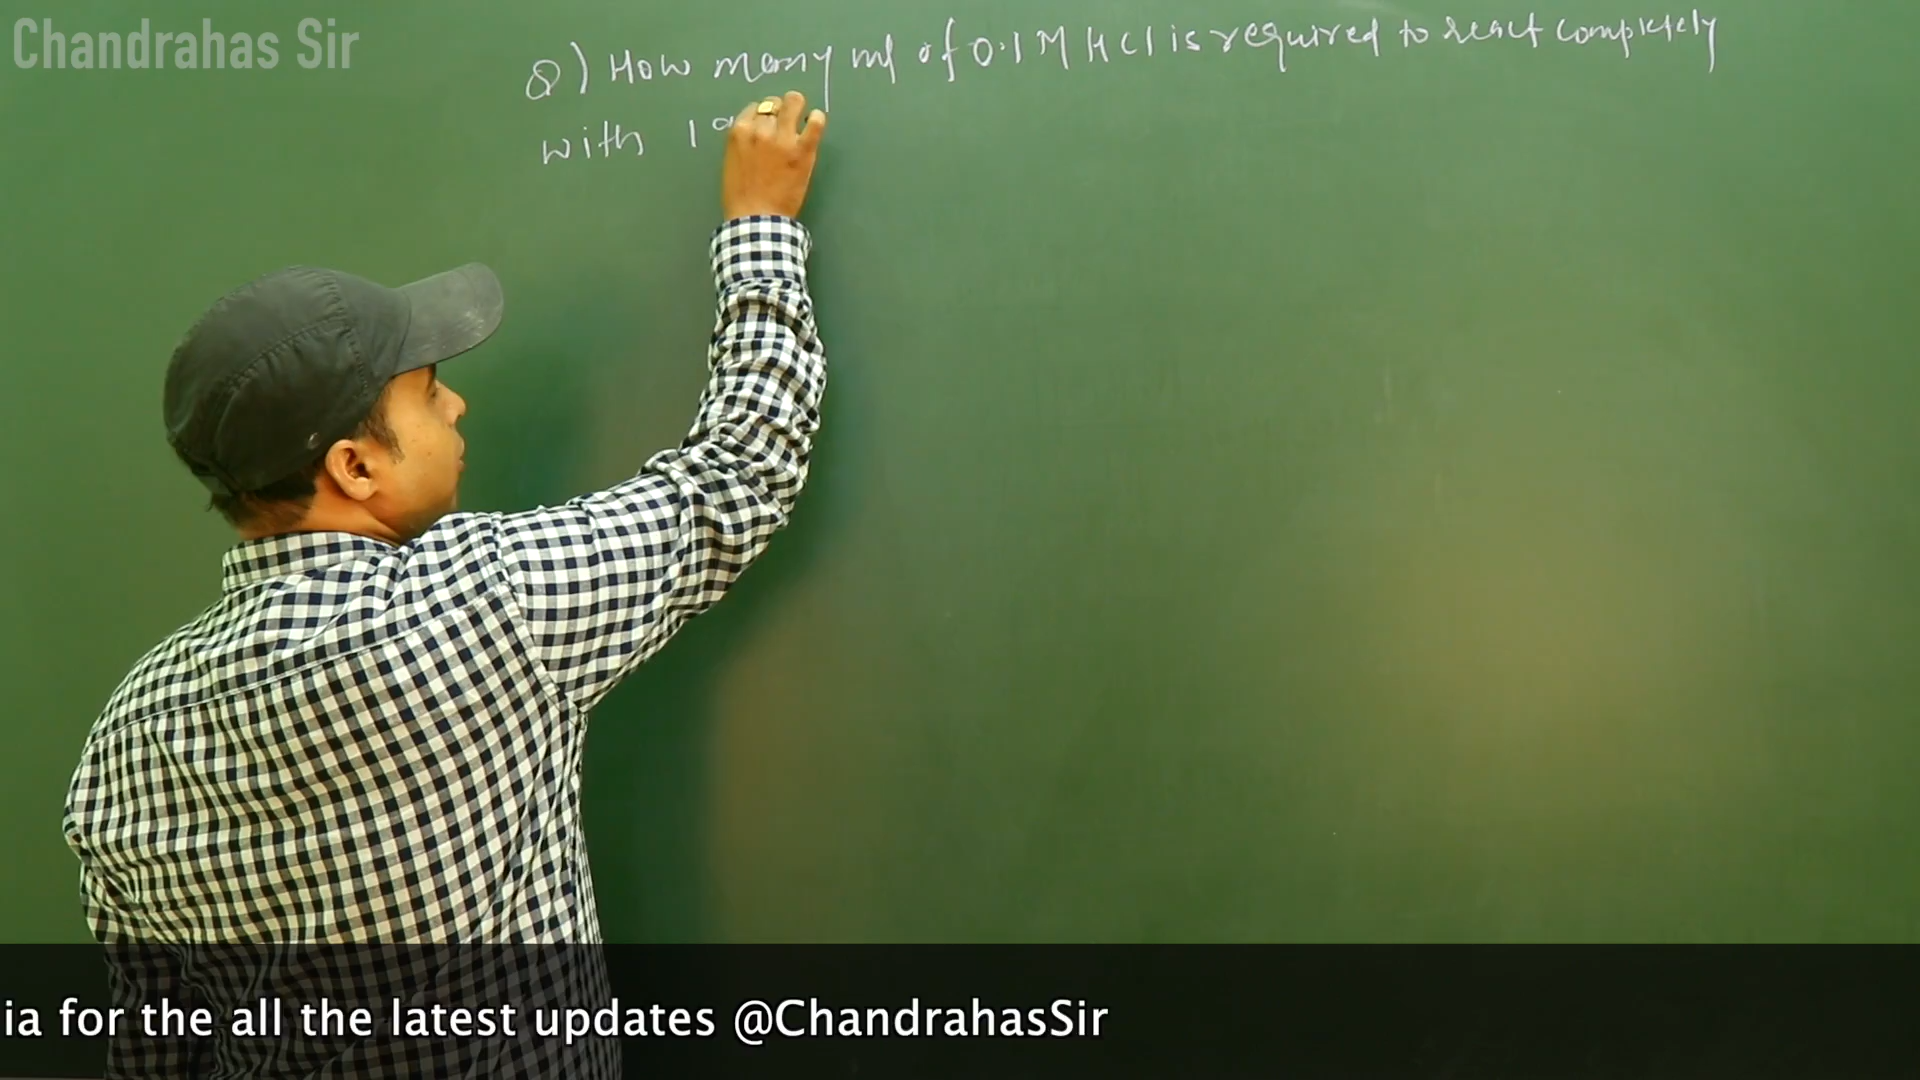 Chandrahas Sir
Q) How many ml of 0.1 M HCl is required to react completely
with 1
ia for the all the latest updates @ChandrahasSir